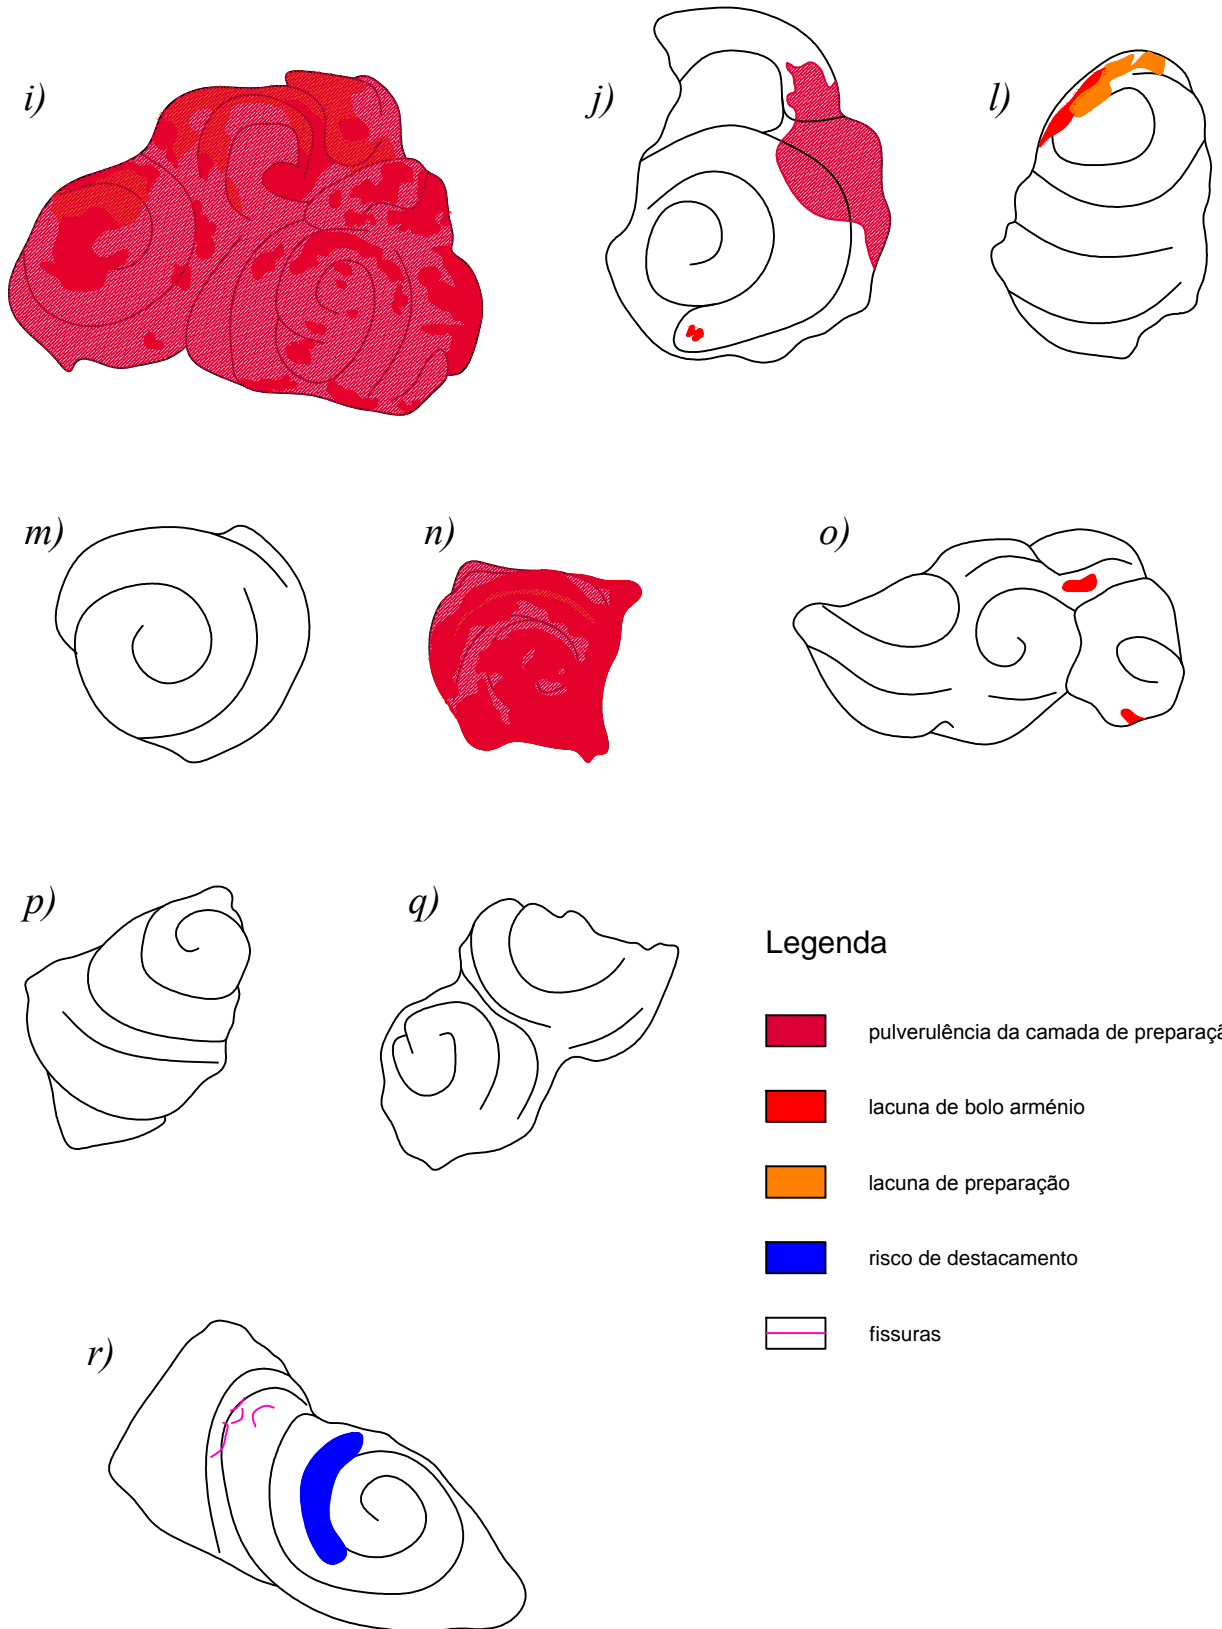 i)
j)
l)
m)
n)
o)
p)
q)
Legenda
pulverulência da camada de preparaçã
lacuna de bolo arménio
lacuna de preparação
risco de destacamento
fissuras
r)